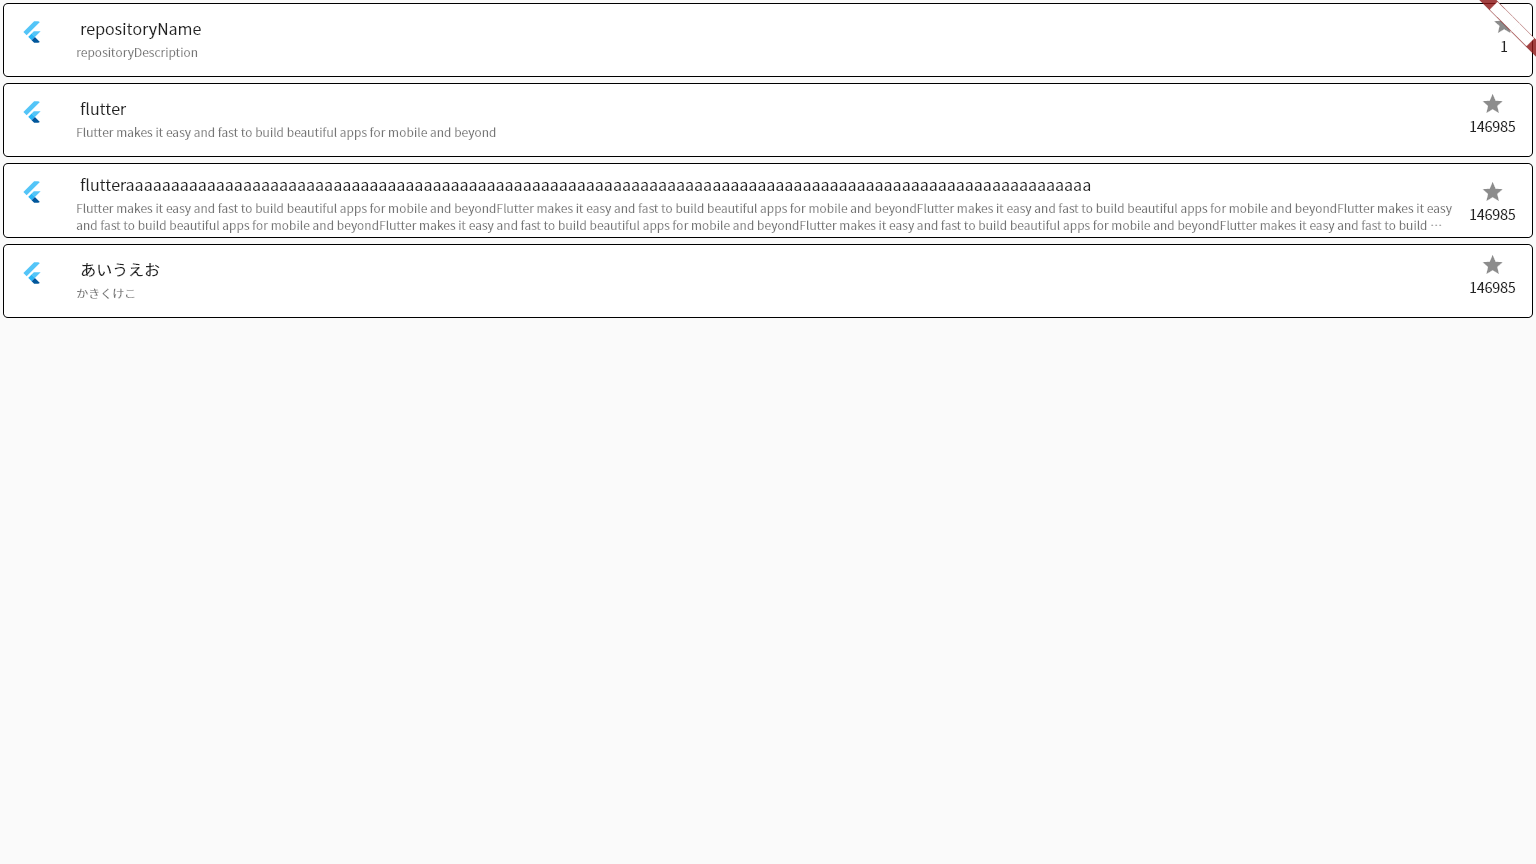 repositoryName
repositoryDescription
1
flutter
Flutter makes it easy and fast to build beautiful apps for mobile and beyond
146985
flutteraaaaaaaaaaaaaaaaaaaaaaaaaaaaaaaaaaaaaaaaaaaaaaaaaaaaaaaaaaaaaaaaaaaaaaaaaaaaaaaaaaaaaaaaaaaaaaaaaaaaaaaaaaa
Flutter makes it easy and fast to build beautiful apps for mobile and beyondFlutter makes it easy and fast to build beautiful apps for mobile and beyondFlutter makes it easy and fast to build beautiful apps for mobile and beyondFlutter makes it easy
and fast to build beautiful apps for mobile and beyondFlutter makes it easy and fast to build beautiful apps for mobile and beyondFlutter makes it easy and fast to build beautiful apps for mobile and beyondFlutter makes it easy and fast to build …
146985
あいうえお
かきくけこ
146985